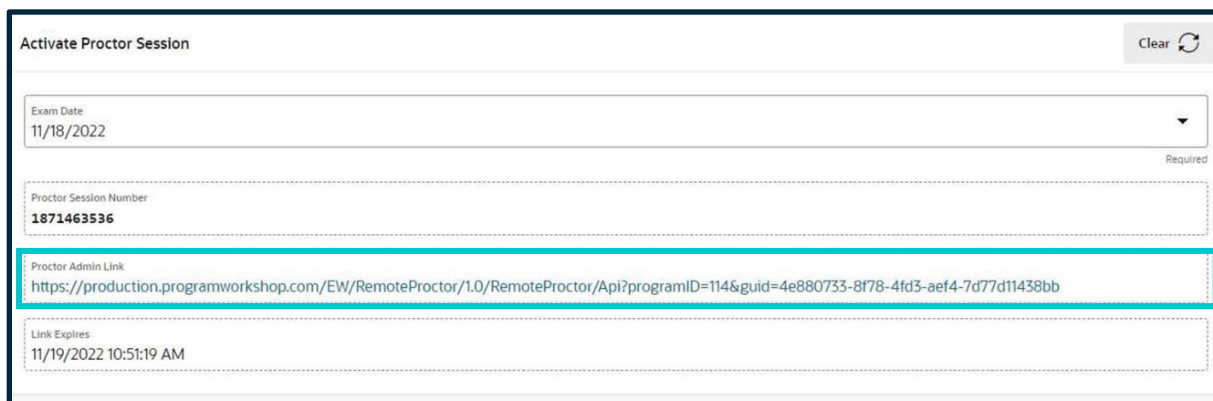 Activate Proctor Session
Clear
Exam Date
11/18/2022
Required
Proctor Session Number
1871463536
Proctor Admin Link
https://production.programworkshop.com/EW/RemoteProctor/1.0/RemoteProctor/Api?programID=114&guid=4e880733-8f78-4fd3-aef4-7d77d11438bb
Link Expires
11/19/2022 10:51:19 AM